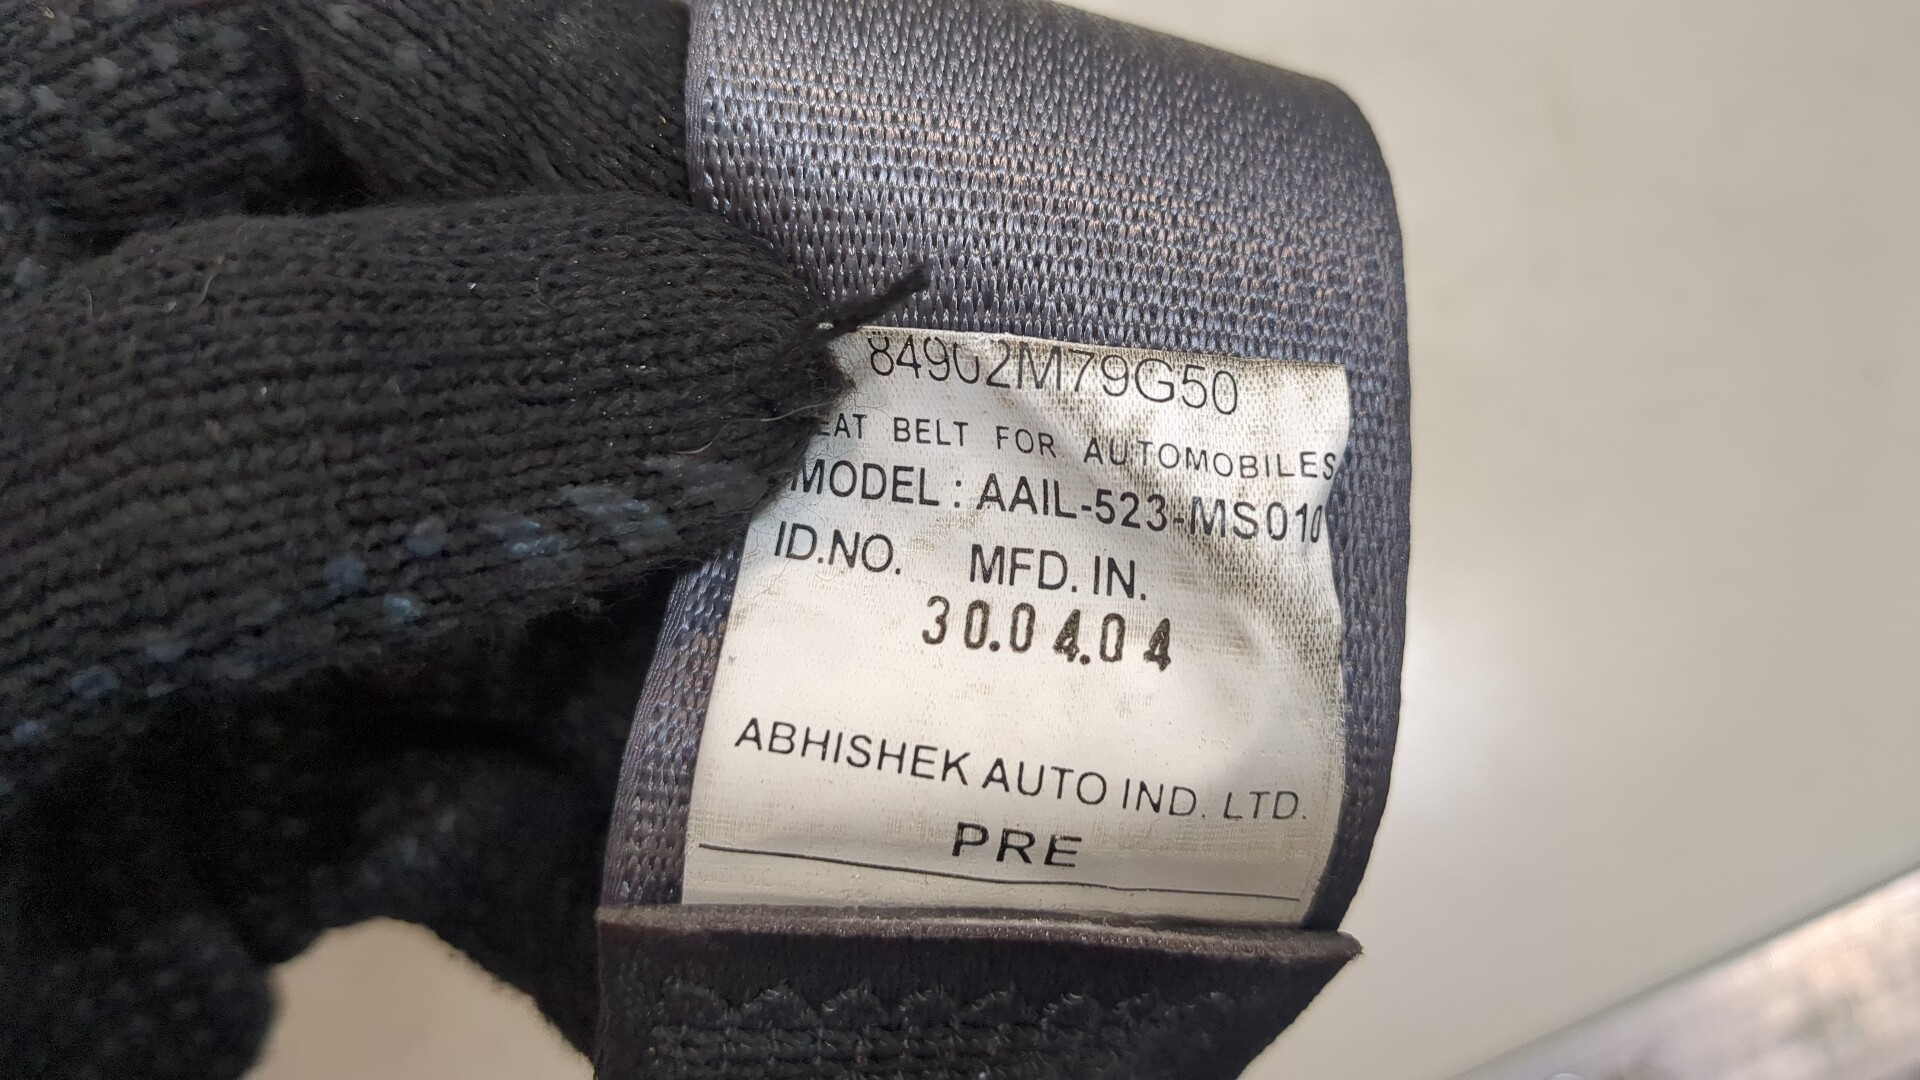 84902M79G50
EAT BELT FOR AUTOMOBILES
MODEL : AAIL-523-MS010
ID.NO. MFD. IN.
30.04.04
ABHISHEK AUTO IND. LTD.
PRE